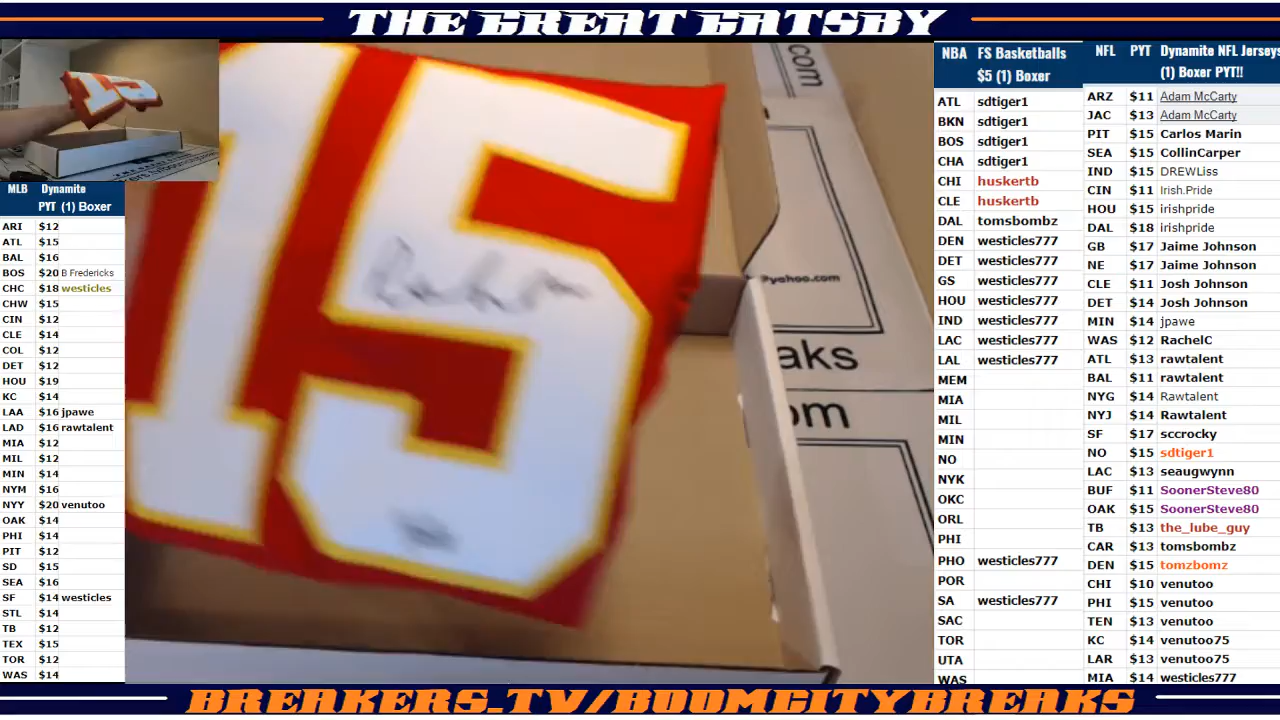 THE GREAT GATSBY
15
15
com
@yahoo.com
aks
om
MLB Dynamite
PYT (1) Boxer
ARI $12
ATL $15
BAL $16
BOS $20 B Fredericks
CHC $18 westicles
CHW $15
CIN $12
CLE $14
COL $12
DET $12
HOU $19
KC $14
LAA $16 jpawe
LAD $16 rawtalent
MIA $12
MIL $12
MIN $14
NYM $16
NYY $20 venutoo
OAK $14
PHI $14
PIT $12
SD $15
SEA $16
SF $14 westicles
STL $14
TB $12
TEX $15
TOR $12
WAS $14
NBA FS Basketballs
$5 (1) Boxer
ATL sdtiger1
BKN sdtiger1
BOS sdtiger1
CHA sdtiger1
CHI huskertb
CLE huskertb
DAL tomsbombz
DEN westicles777
DET westicles777
GS westicles777
HOU westicles777
IND westicles777
LAC westicles777
LAL westicles777
MEM
MIA
MIL
MIN
NO
NYK
OKC
ORL
PHI
PHO westicles777
POR
SA westicles777
SAC
TOR
UTA
WAS
NFL PYT Dynamite NFL Jerseys
(1) Boxer PYT!!
ARZ $11 Adam McCarty
JAC $13 Adam McCarty
PIT $15 Carlos Marin
SEA $15 CollinCarper
IND $15 DREWLiss
CIN $11 Irish.Pride
HOU $15 irishpride
DAL $18 irishpride
GB $17 Jaime Johnson
NE $17 Jaime Johnson
CLE $11 Josh Johnson
DET $14 Josh Johnson
MIN $14 jpawe
WAS $12 RachelC
ATL $13 rawtalent
BAL $11 rawtalent
NYG $14 Rawtalent
NYJ $14 Rawtalent
SF $17 sccrocky
NO $15 sdtiger1
LAC $13 seaugwynn
BUF $11 SoonerSteve80
OAK $15 SoonerSteve80
TB $13 the_lube_guy
CAR $13 tomsbombz
DEN $15 tomzbomz
CHI $10 venutoo
PHI $15 venutoo
TEN $13 venutoo
KC $14 venutoo75
LAR $13 venutoo75
MIA $14 westicles777
BREAKERS.TV/BOOMCITYBREAKS